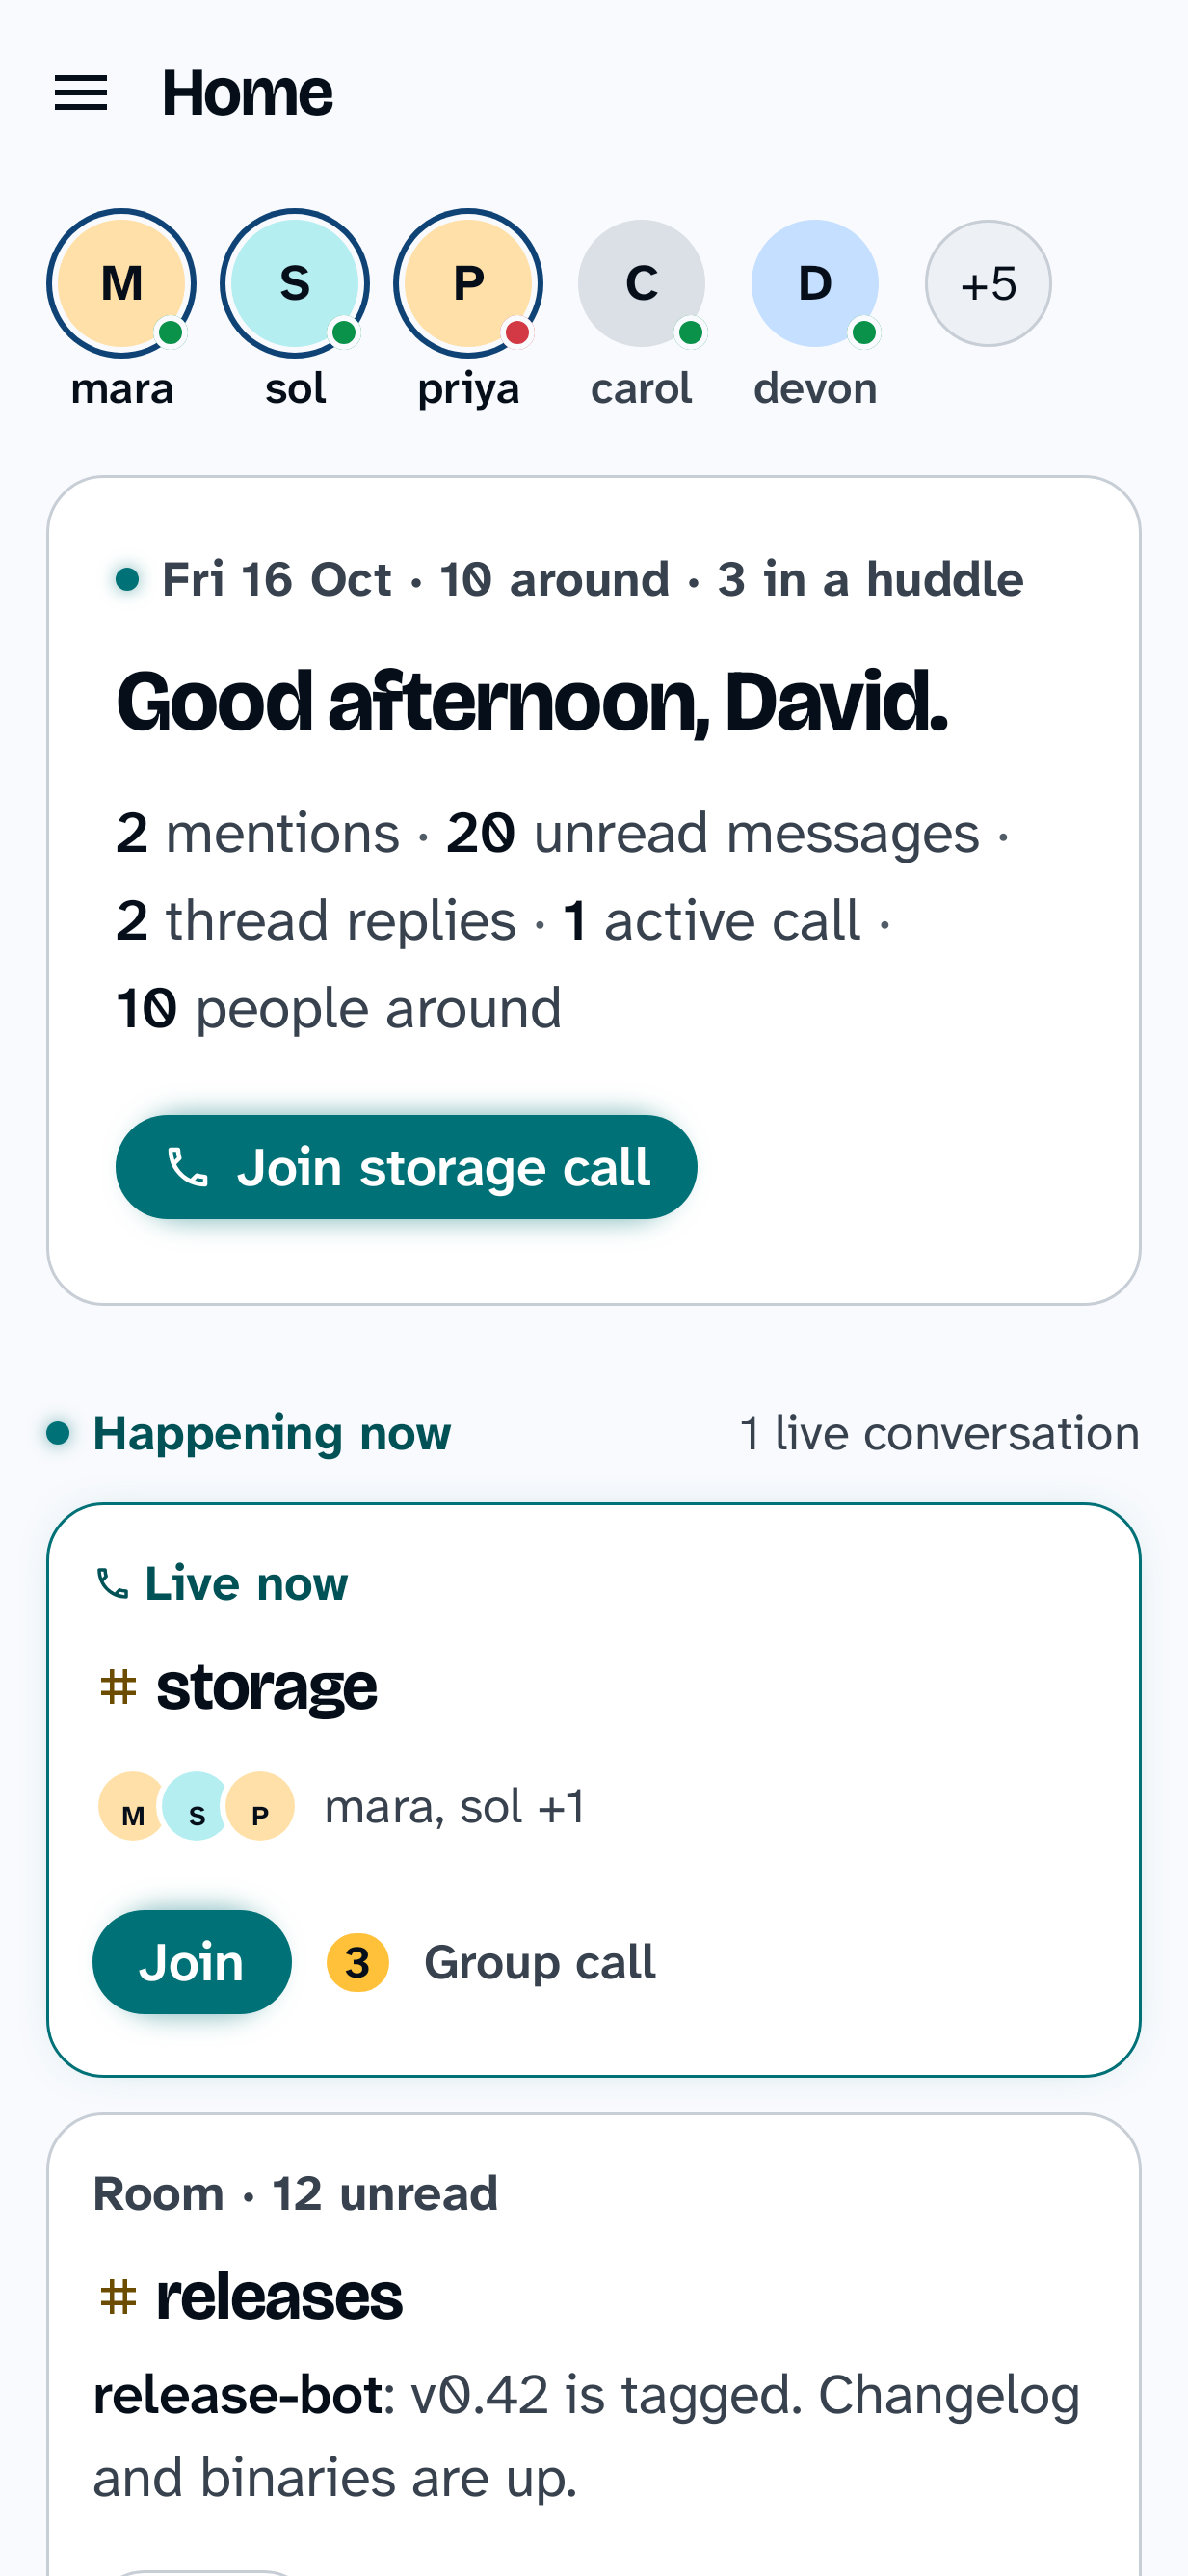 Home
M S P C D +5
mara sol priya carol devon
Fri 16 Oct · 10 around · 3 in a huddle
Good afternoon, David.
2 mentions · 20 unread messages ·
2 thread replies · 1 active call ·
10 people around
Join storage call
Happening now 1 live conversation
Live now
# storage
M S P mara, sol +1
Join 3 Group call
Room · 12 unread
# releases
release-bot: v0.42 is tagged. Changelog
and binaries are up.